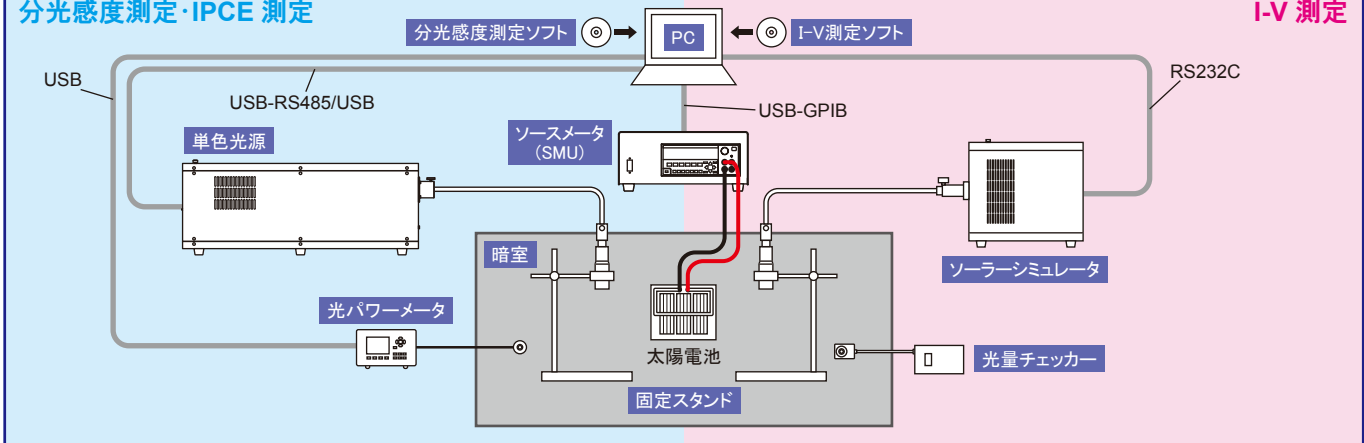 分光感度測定･IPCE 測定
I-V 測定
分光感度測定ソフト
PC
I-V測定ソフト
USB
USB-RS485/USB
RS232C
USB-GPIB
単色光源
ソースメータ
(SMU)
暗室
ソーラーシミュレータ
光パワーメータ
太陽電池
光量チェッカー
固定スタンド